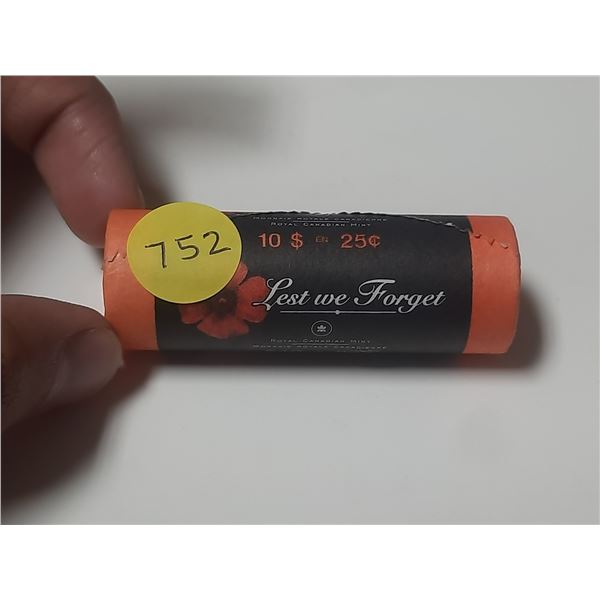 752
MONNAIE ROYALE CANADIENNE
ROYAL CANADIAN MINT
10 $ EN 25¢
Lest we Forget
ROYAL CANADIAN MINT
MONNAIE ROYALE CANADIENNE